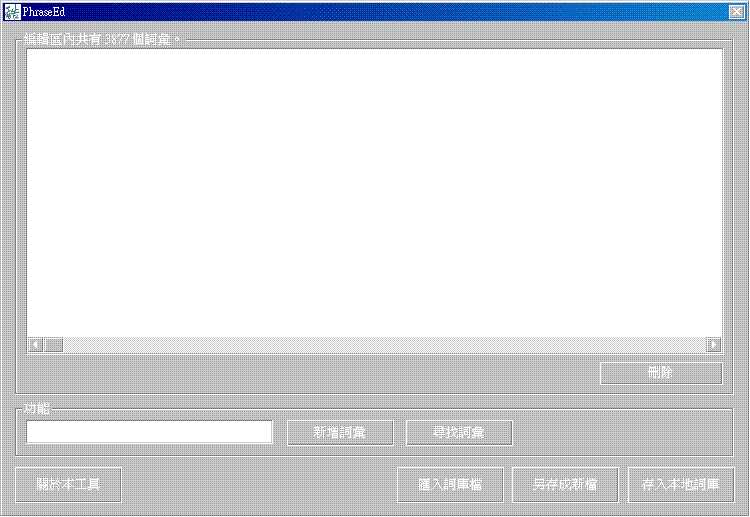 PhraseEd
編輯區內共有 3877 個詞彙。
刪除
功能
新增詞彙
尋找詞彙
關於本工具
匯入詞庫檔
另存成新檔
存入本地詞庫